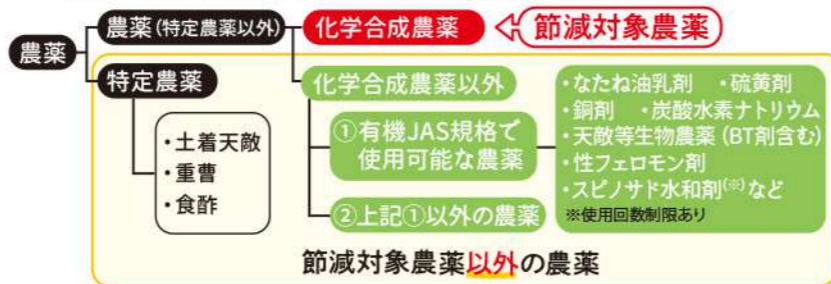 農薬
農薬(特定農薬以外)
化学合成農薬
節減対象農薬
特定農薬
・土着天敵
・重曹
・食酢
化学合成農薬以外
①有機JAS規格で
使用可能な農薬
②上記①以外の農薬
・なたね油乳剤 ・硫黄剤
・銅剤 ・炭酸水素ナトリウム
・天敵等生物農薬(BT剤含む)
・性フェロモン剤
・スピノサド水和剤(※)など
※使用回数制限あり
節減対象農薬以外の農薬